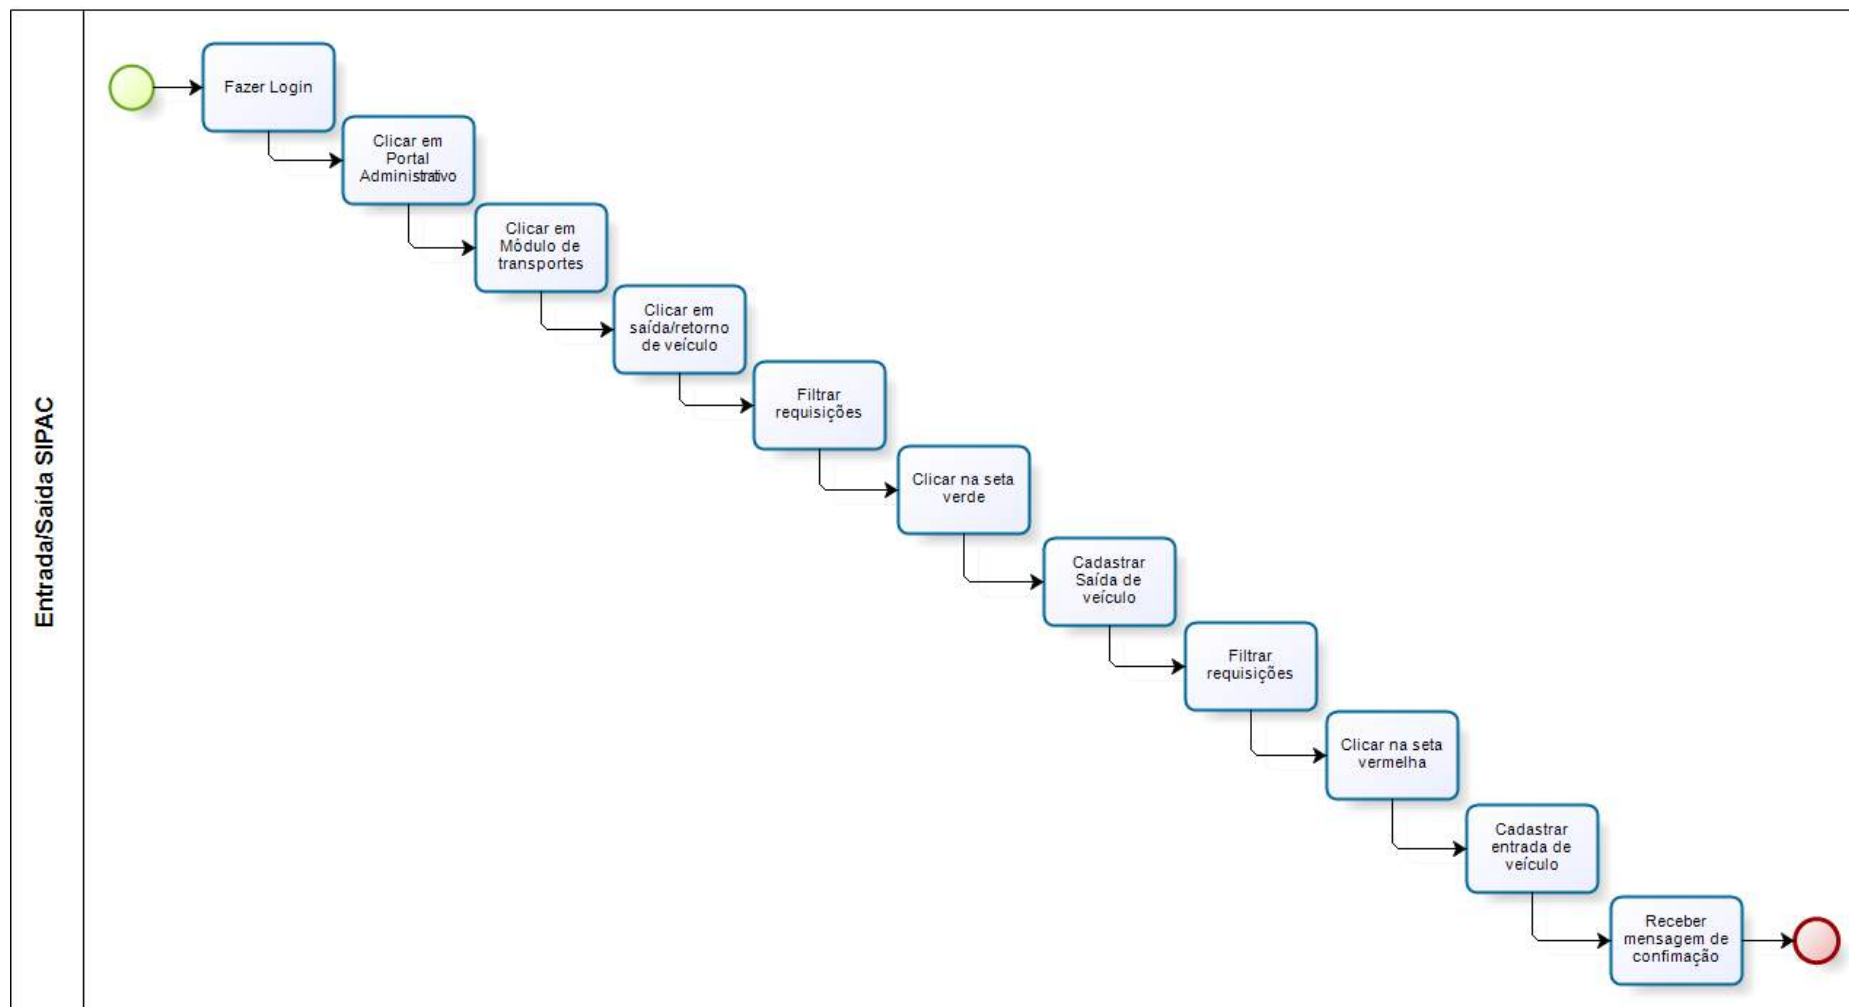 Entrada/Saída SIPAC
Fazer Login
Clicar em
Portal
Administrativo
Clicar em
Módulo de
transportes
Clicar em
saída/retorno
de veículo
Filtrar
requisições
Clicar na seta
verde
Cadastrar
Saída de
veículo
Filtrar
requisições
Clicar na seta
vermelha
Cadastrar
entrada de
veículo
Receber
mensagem de
confimação